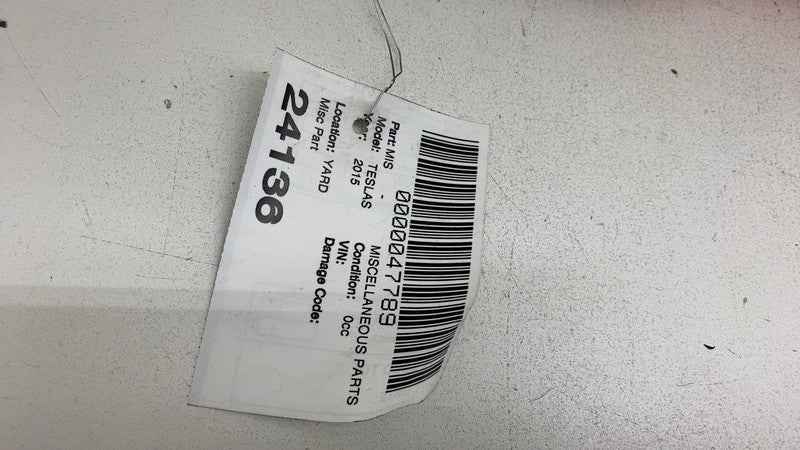 0000047789
Part: MIS - MISCELLANEOUS PARTS
Model: TESLAS Condition: 0cc
Year: 2015 VIN:
Damage Code:
Location: YARD
Misc Part
24136